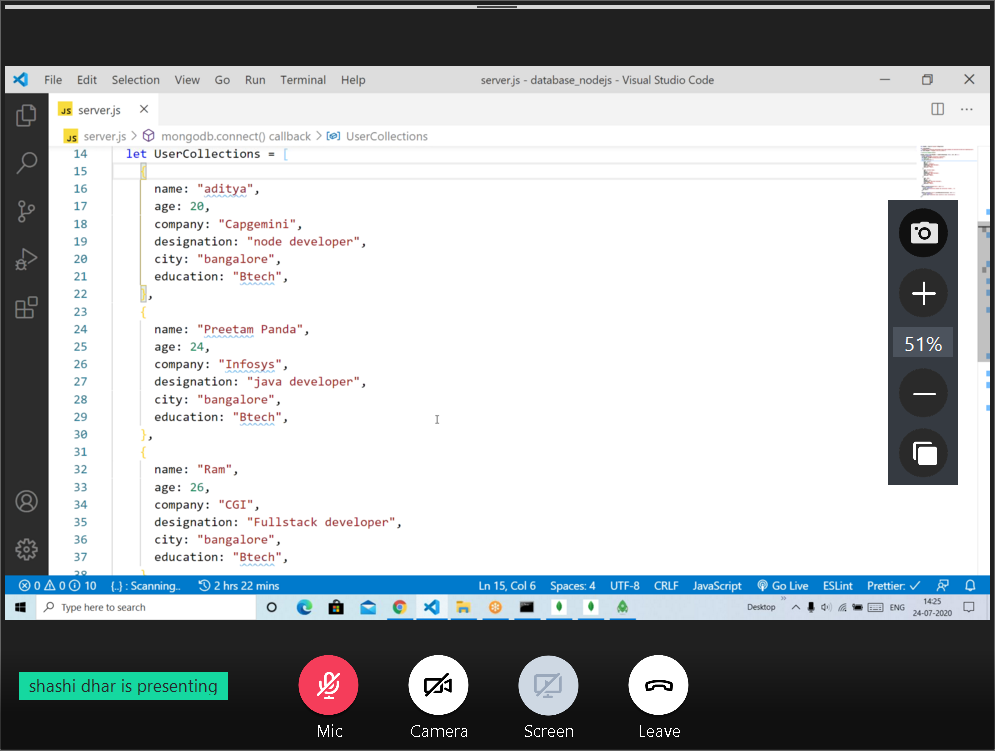 File Edit Selection View Go Run Terminal Help server.js - database_nodejs - Visual Studio Code
JS server.js
JS server.js > mongodb.connect() callback > UserCollections
14 let UserCollections = [
15 {
16 name: "aditya",
17 age: 20,
18 company: "Capgemini",
19 designation: "node developer",
20 city: "bangalore",
21 education: "Btech",
22 },
23 {
24 name: "Preetam Panda",
25 age: 24,
26 company: "Infosys",
27 designation: "java developer",
28 city: "bangalore",
29 education: "Btech",
30 },
31 {
32 name: "Ram",
33 age: 26,
34 company: "CGI",
35 designation: "Fullstack developer",
36 city: "bangalore",
37 education: "Btech",
38
51%
0 0 10 {..} : Scanning.. 2 hrs 22 mins Ln 15, Col 6 Spaces: 4 UTF-8 CRLF JavaScript Go Live ESLint Prettier: ✓
Type here to search Desktop » ENG 14:25
24-07-2020
shashi dhar is presenting
Mic Camera Screen Leave